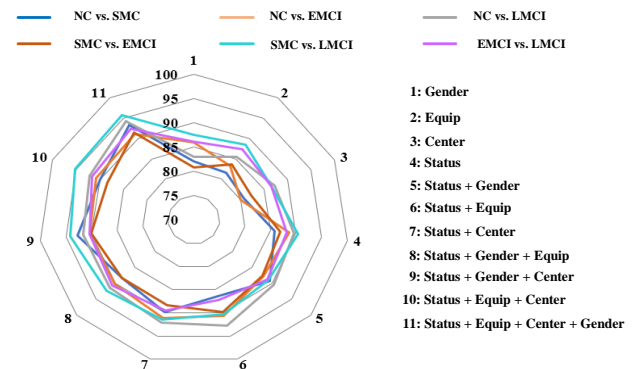 NC vs. SMC
NC vs. EMCI
NC vs. LMCI
SMC vs. EMCI
SMC vs. LMCI
EMCI vs. LMCI
1
2
3
4
5
6
7
8
9
10
11
100
95
90
85
80
75
70
1: Gender
2: Equip
3: Center
4: Status
5: Status + Gender
6: Status + Equip
7: Status + Center
8: Status + Gender + Equip
9: Status + Gender + Center
10: Status + Equip + Center
11: Status + Equip + Center + Gender